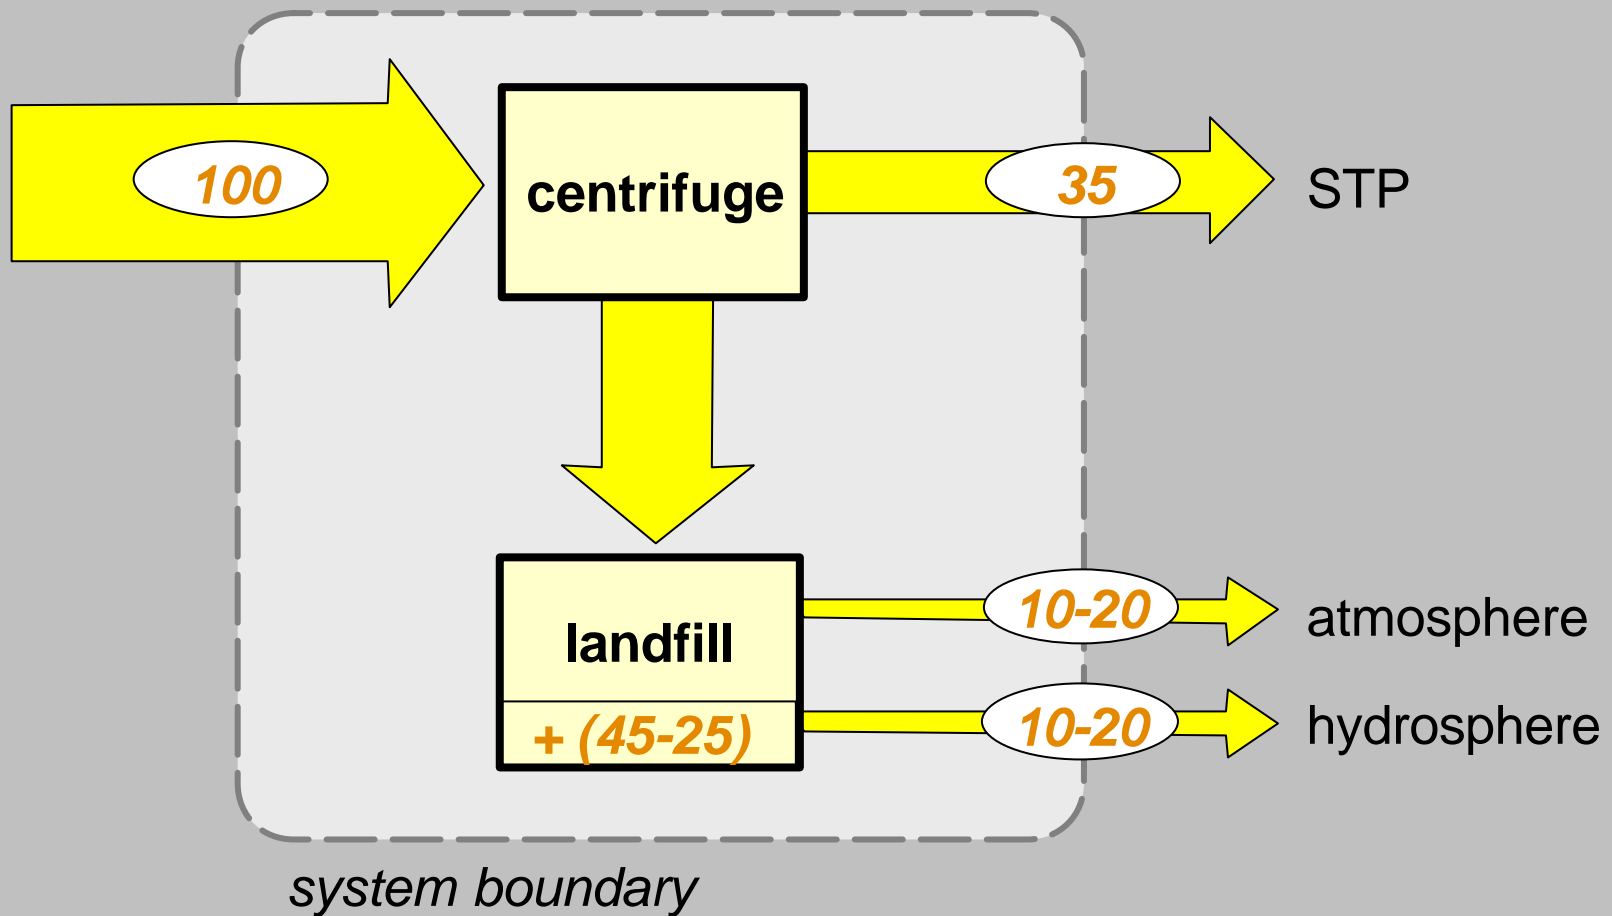 100
centrifuge
35
STP
landfill
+ (45-25)
10-20
atmosphere
10-20
hydrosphere
system boundary